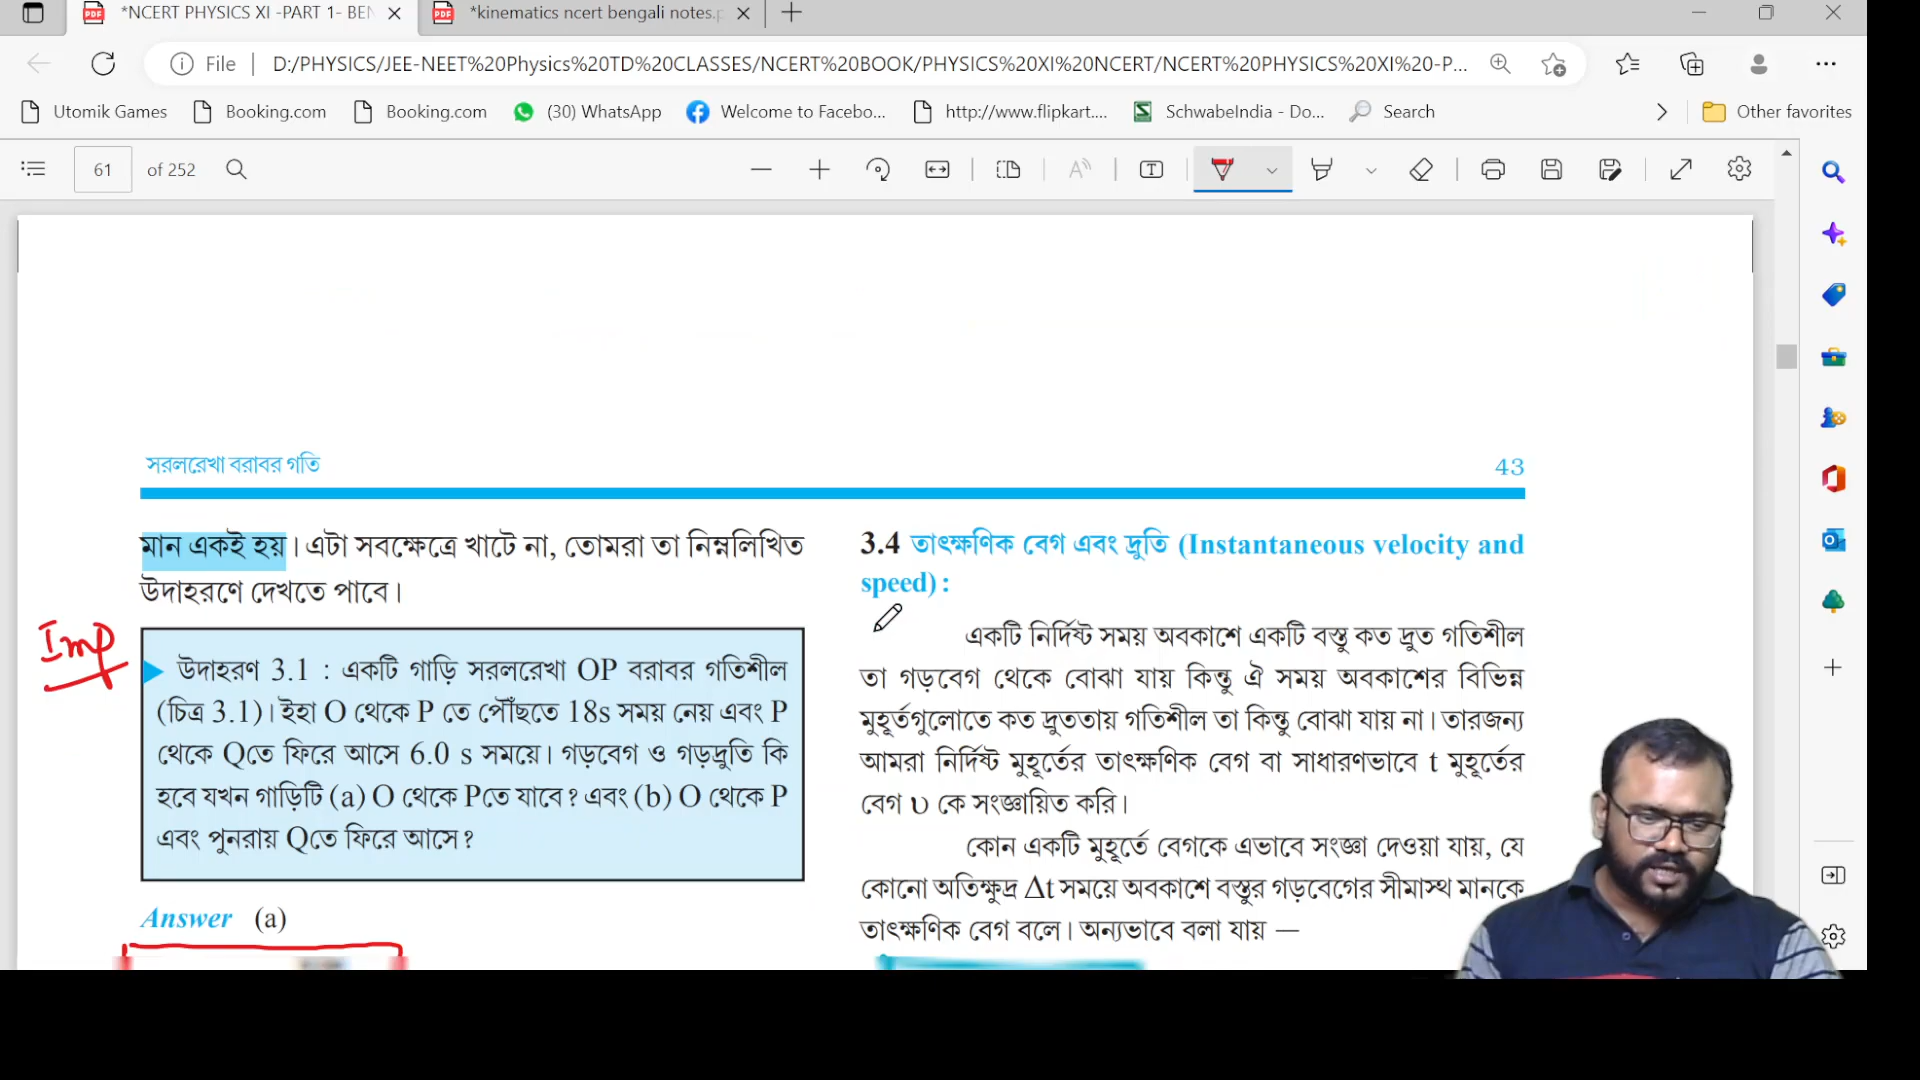 *NCERT PHYSICS XI -PART 1- BEN
*kinematics ncert bengali notes.p
File
D:/PHYSICS/JEE-NEET%20Physics%20TD%20CLASSES/NCERT%20BOOK/PHYSICS%20XI%20NCERT/NCERT%20PHYSICS%20XI%20-P...
Utomik Games
Booking.com
Booking.com
(30) WhatsApp
Welcome to Facebo...
http://www.flipkart....
SchwabeIndia - Do...
Search
Other favorites
61 of 252
সরলরেখা বরাবর গতি
43
মান একই হয়। এটা সবক্ষেত্রে খাটে না, তোমরা তা নিম্নলিখিত
উদাহরণে দেখতে পাবে।
Imp
উদাহরণ 3.1 : একটি গাড়ি সরলরেখা OP বরাবর গতিশীল
(চিত্র 3.1)। ইহা O থেকে P তে পৌঁছতে 18s সময় নেয় এবং P
থেকে Qতে ফিরে আসে 6.0 s সময়ে। গড়বেগ ও গড়দ্রুতি কি
হবে যখন গাড়িটি (a) O থেকে Pতে যাবে? এবং (b) O থেকে P
এবং পুনরায় Qতে ফিরে আসে?
Answer (a)
3.4 তাৎক্ষণিক বেগ এবং দ্রুতি (Instantaneous velocity and
speed) :
একটি নির্দিষ্ট সময় অবকাশে একটি বস্তু কত দ্রুত গতিশীল
তা গড়বেগ থেকে বোঝা যায় কিন্তু ঐ সময় অবকাশের বিভিন্ন
মুহূর্তগুলোতে কত দ্রুততায় গতিশীল তা কিন্তু বোঝা যায় না। তারজন্য
আমরা নির্দিষ্ট মুহূর্তের তাৎক্ষণিক বেগ বা সাধারণভাবে t মুহূর্তের
বেগ υ কে সংজ্ঞায়িত করি।
কোন একটি মুহূর্তে বেগকে এভাবে সংজ্ঞা দেওয়া যায়, যে
কোনো অতিক্ষুদ্র Δt সময়ে অবকাশে বস্তুর গড়বেগের সীমাস্থ মানকে
তাৎক্ষণিক বেগ বলে। অন্যভাবে বলা যায় —